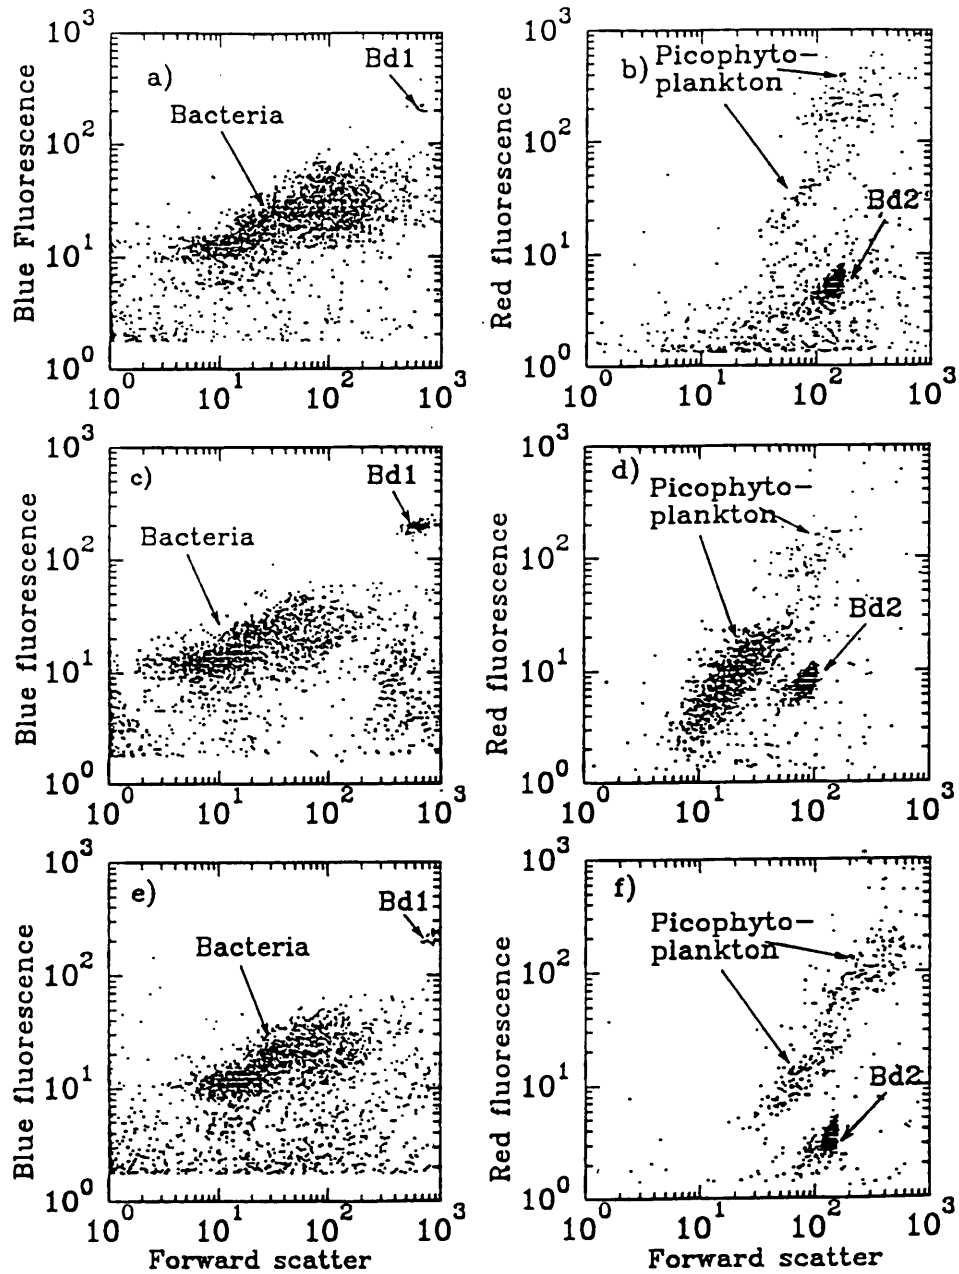 a)
Bd1
Bacteria
Blue Fluorescence
10³
10²
10¹
10⁰
10⁰ 10¹ 10² 10³
b) Picophyto-
plankton
Bd2
Red fluorescence
10³
10²
10¹
10⁰
10⁰ 10¹ 10² 10³
c)
Bd1
Bacteria
Blue fluorescence
10³
10²
10¹
10⁰
10⁰ 10¹ 10² 10³
d)
Picophyto-
plankton
Bd2
Red fluorescence
10³
10²
10¹
10⁰
10⁰ 10¹ 10² 10³
e)
Bd1
Bacteria
Blue fluorescence
10³
10²
10¹
10⁰
10⁰ 10¹ 10² 10³
Forward scatter
f)
Picophyto-
plankton
Bd2
Red fluorescence
10³
10²
10¹
10⁰
10⁰ 10¹ 10² 10³
Forward scatter